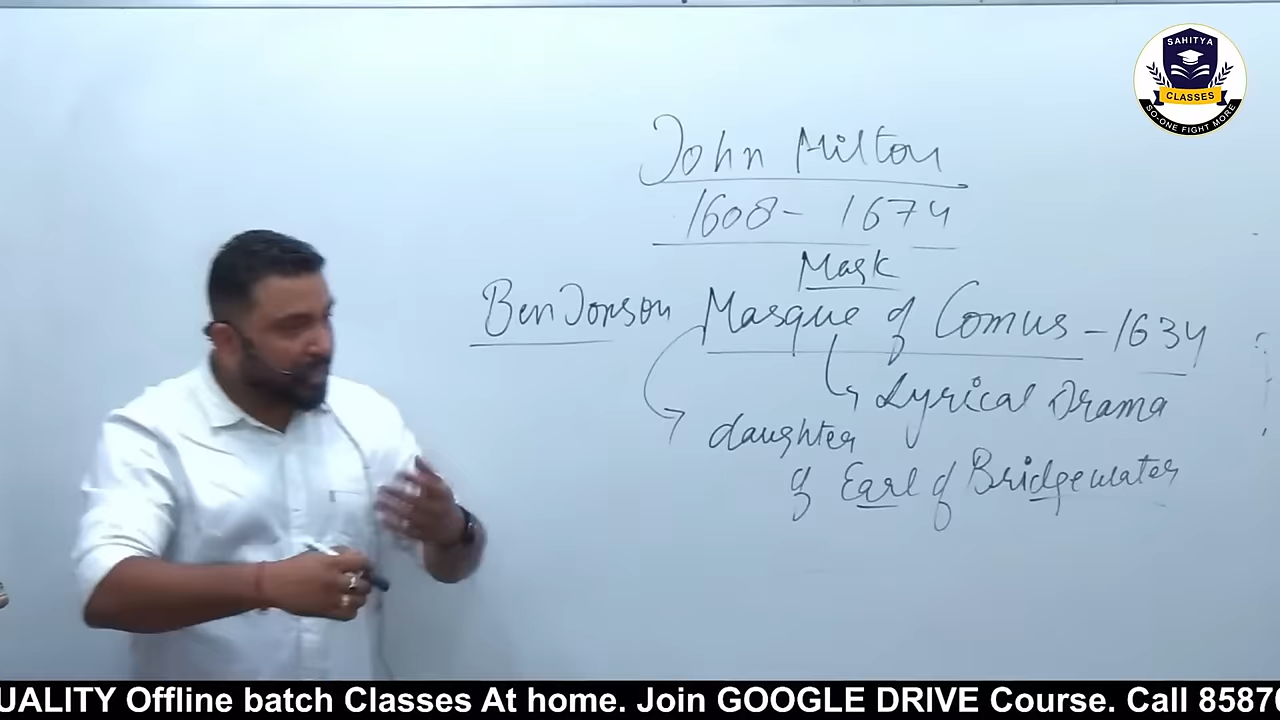 SAHITYA
CLASSES
SO-ONE FIGHT MORE
John Milton
1608- 1674
Mask
Ben Jonson Masque of Comus - 1634
Lyrical Drama
daughter
of Earl of Bridgewater
UALITY Offline batch Classes At home. Join GOOGLE DRIVE Course. Call 8587